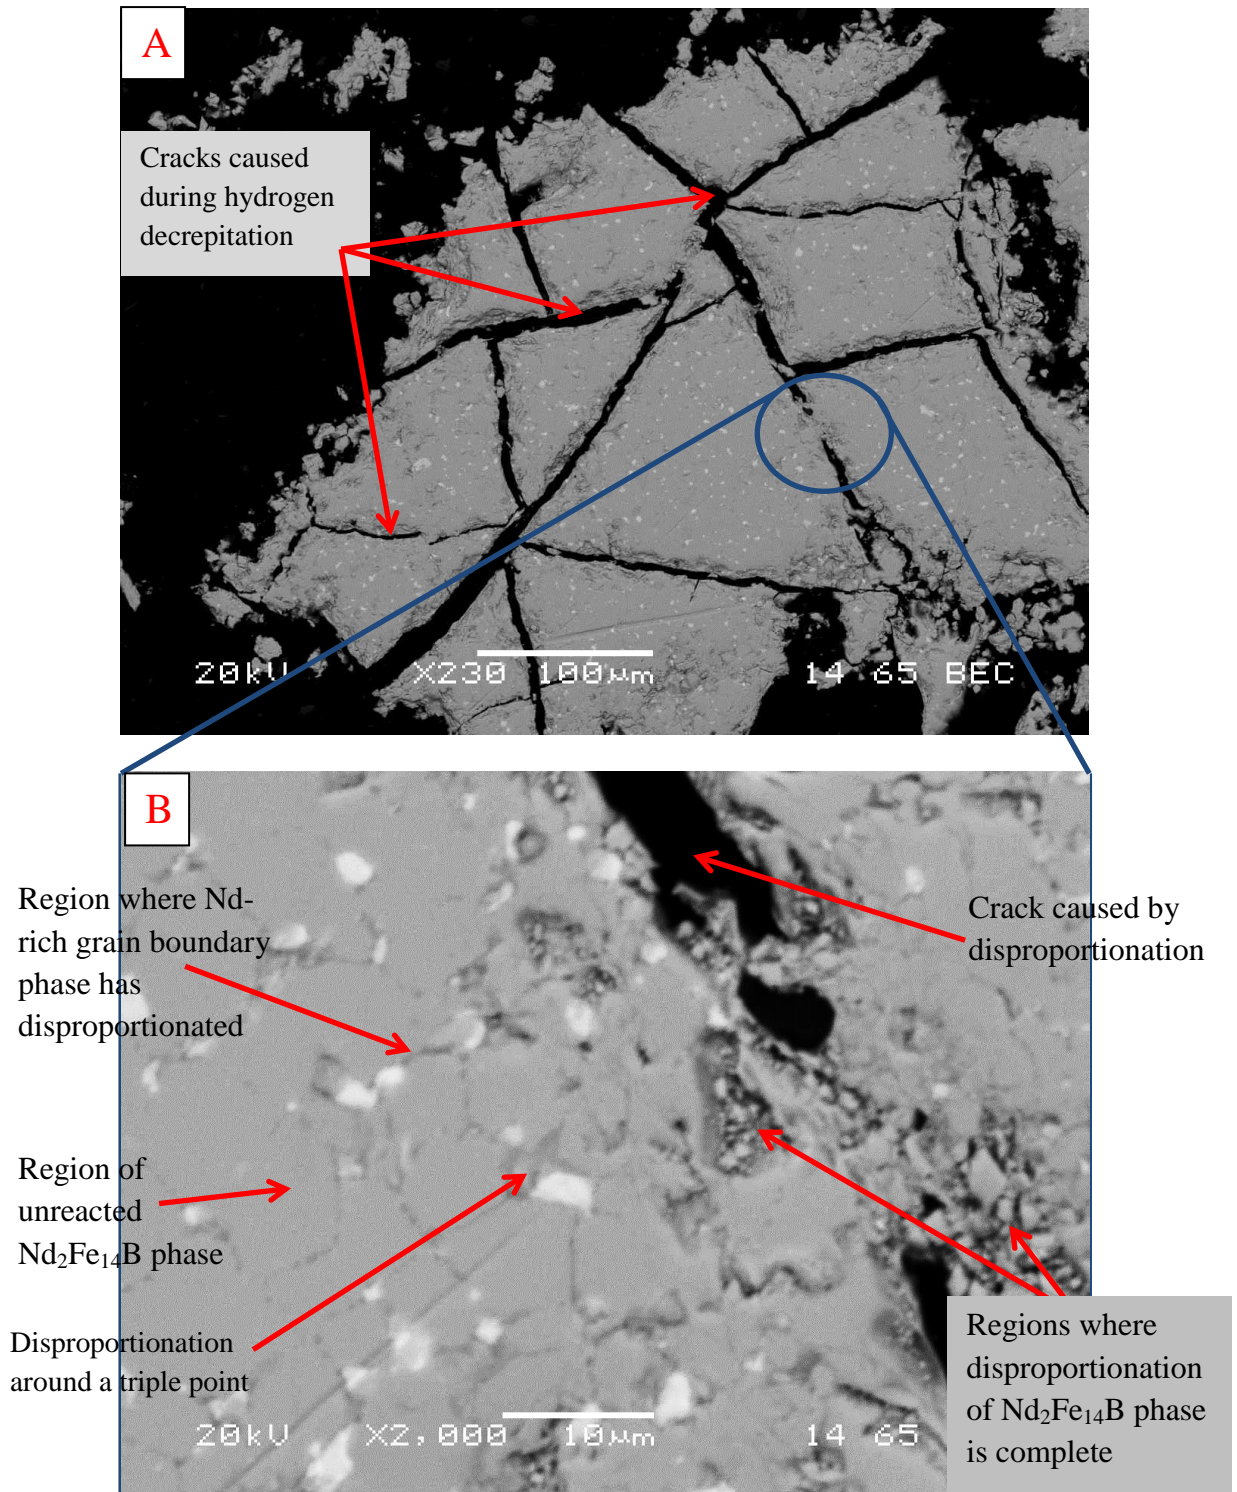 A
Cracks caused
during hydrogen
decrepitation
20kV X230 100μm 14 65 BEC
B
Region where Nd-
rich grain boundary
phase has
disproportionated
Crack caused by
disproportionation
Region of
unreacted
Nd₂Fe₁₄B phase
Disproportionation
around a triple point
Regions where
disproportionation
of Nd₂Fe₁₄B phase
is complete
20kV X2,000 10μm 14 65